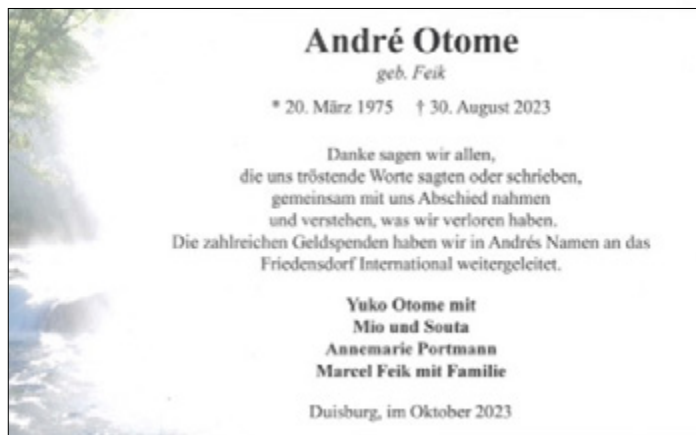 André Otome
geb. Feik
* 20. März 1975 † 30. August 2023
Danke sagen wir allen,
die uns tröstende Worte sagten oder schrieben,
gemeinsam mit uns Abschied nahmen
und verstehen, was wir verloren haben.
Die zahlreichen Geldspenden haben wir in Andrés Namen an das
Friedensdorf International weitergeleitet.
Yuko Otome mit
Mio und Souta
Annemarie Portmann
Marcel Feik mit Familie
Duisburg, im Oktober 2023